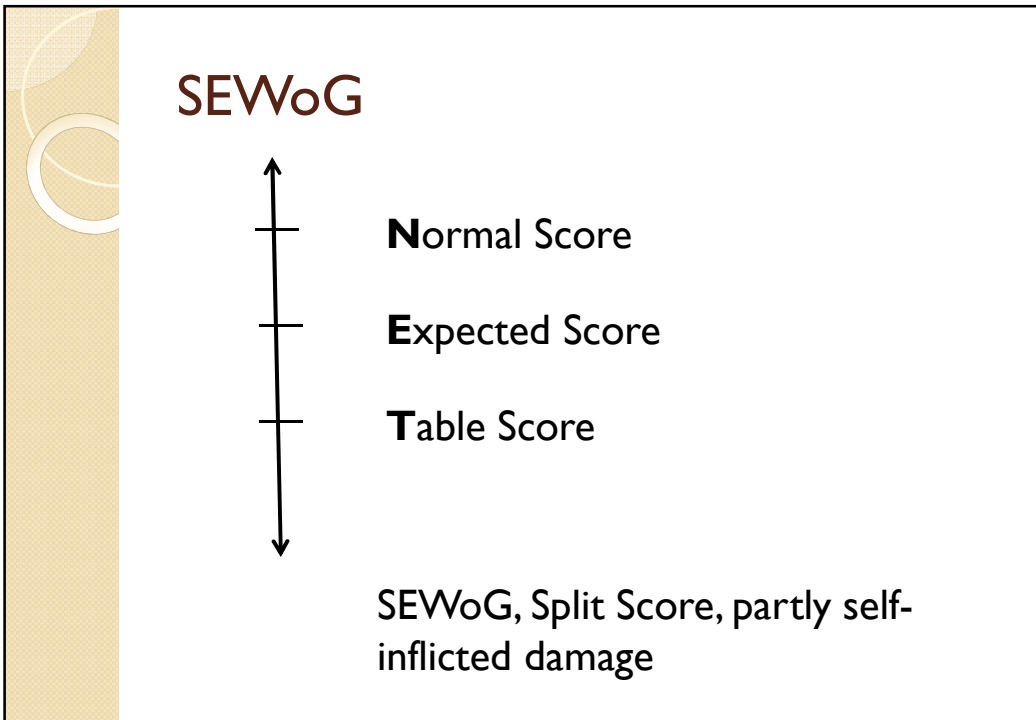 SEWoG
Normal Score
Expected Score
Table Score
SEWoG, Split Score, partly self-
inflicted damage